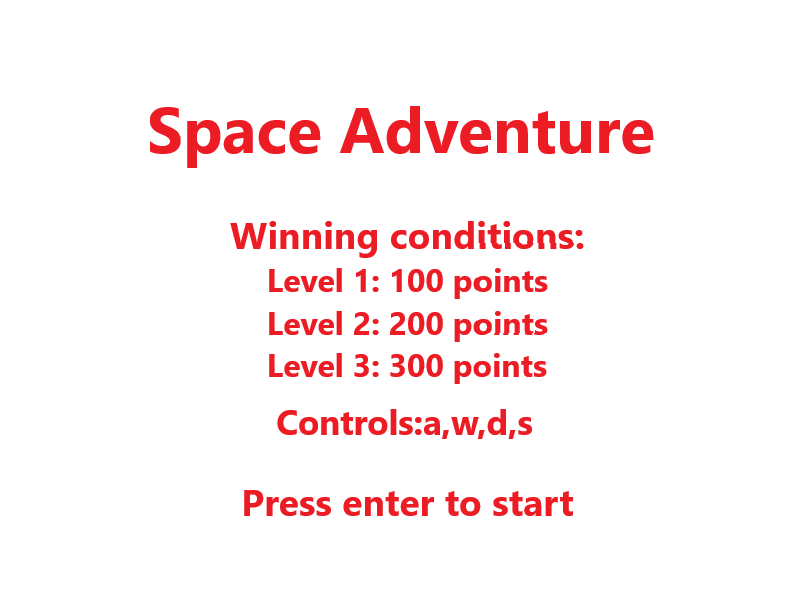 Space Adventure
Winning conditions:
Level 1: 100 points
Level 2: 200 points
Level 3: 300 points
Controls:a,w,d,s
Press enter to start